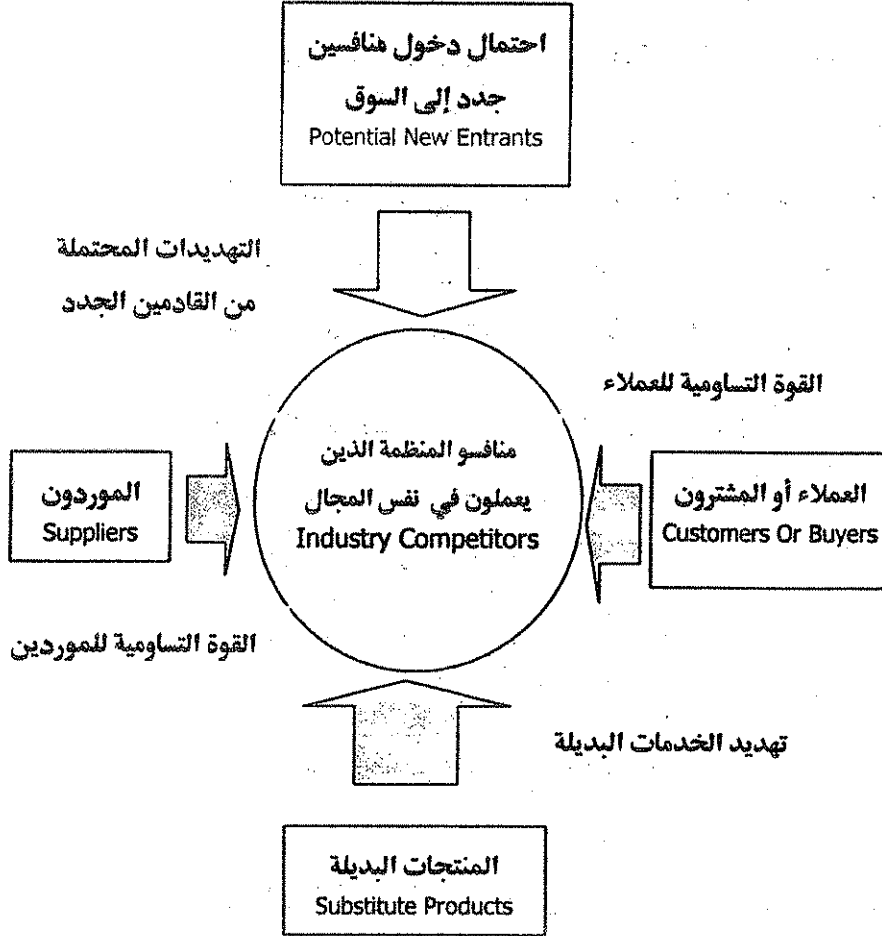 احتمال دخول منافسين
جدد إلى السوق
Potential New Entrants
التهديدات المحتملة
من القادمين الجدد
القوة التساومية للعملاء
منافسو المنظمة الذين
يعملون في نفس المجال
Industry Competitors
العملاء أو المشترون
Customers Or Buyers
الموردون
Suppliers
القوة التساومية للموردين
تهديد الخدمات البديلة
المنتجات البديلة
Substitute Products